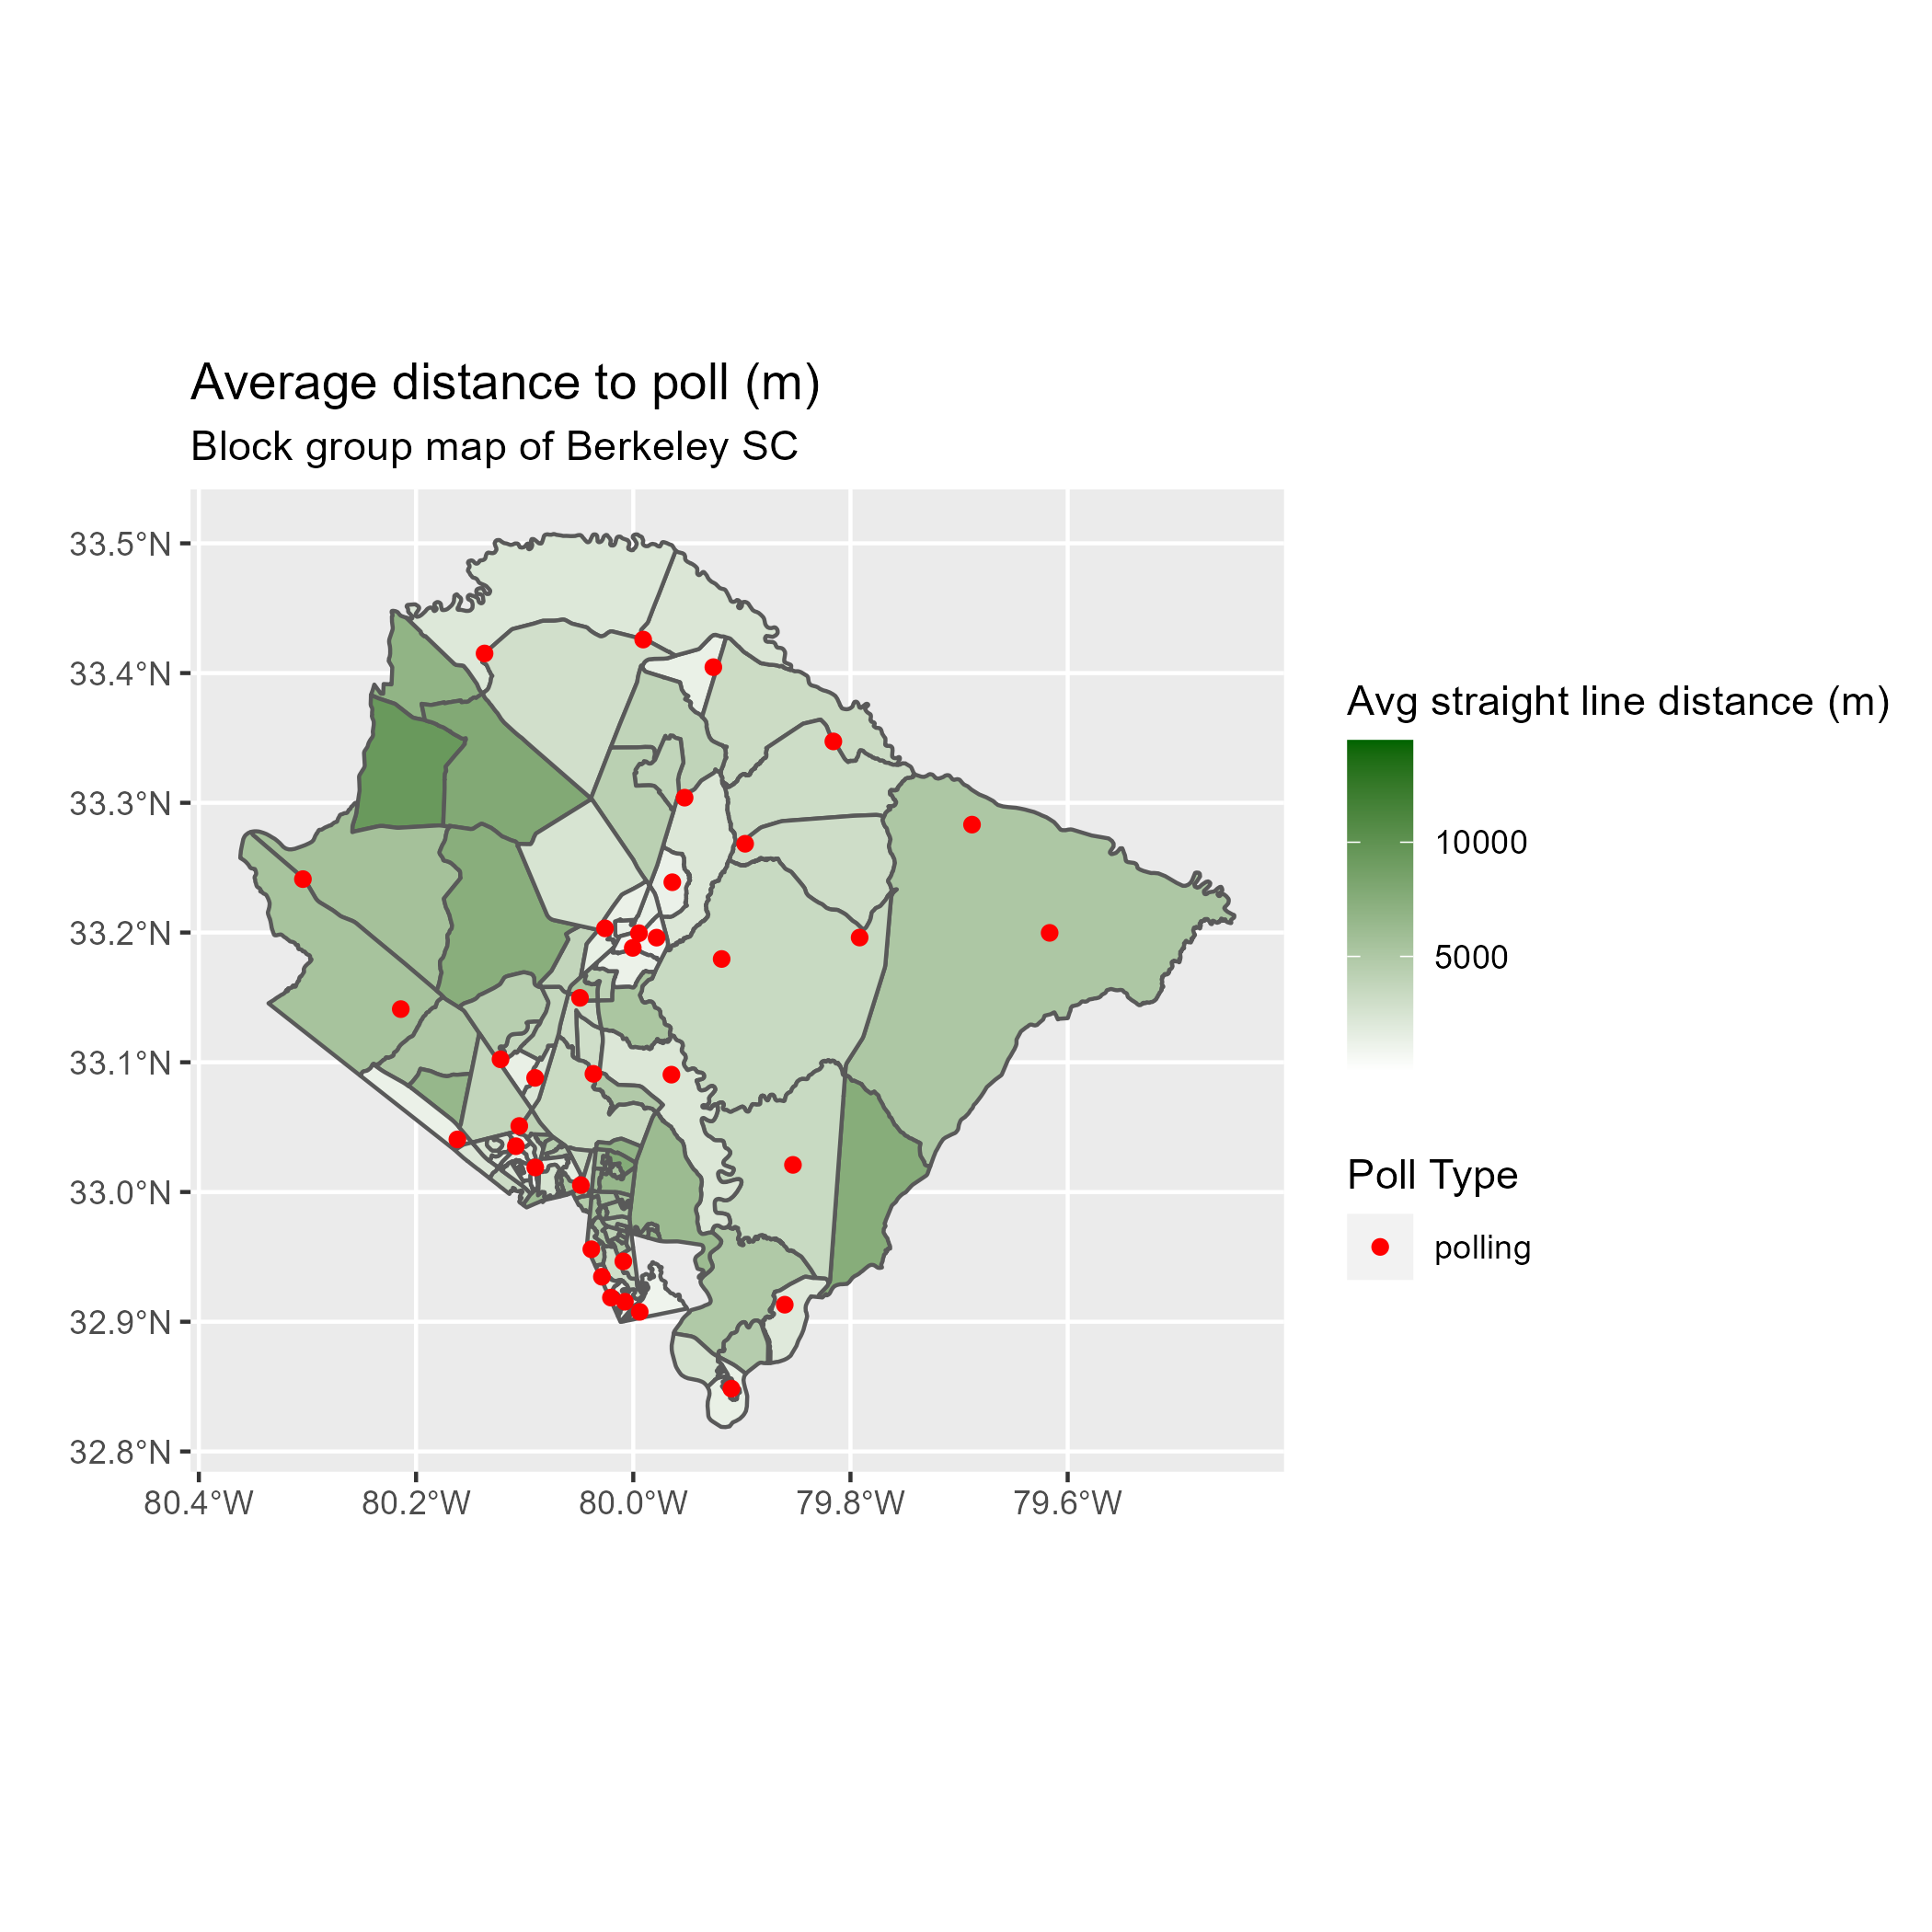 Average distance to poll (m)
Block group map of Berkeley SC
33.5°N
33.4°N
33.3°N
33.2°N
33.1°N
33.0°N
32.9°N
32.8°N
80.4°W
80.2°W
80.0°W
79.8°W
79.6°W
Avg straight line distance (m)
10000
5000
Poll Type
polling